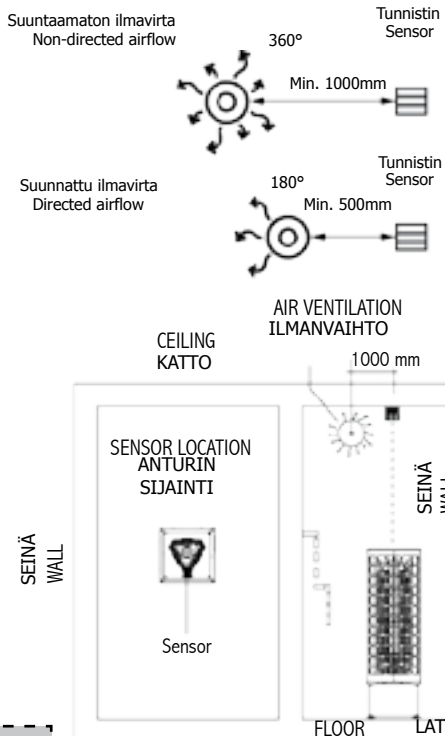 Suuntaamaton ilmavirta
Non-directed airflow
360°
Tunnistin
Sensor
Min. 1000mm
Suunnattu ilmavirta
Directed airflow
180°
Tunnistin
Sensor
Min. 500mm
AIR VENTILATION
ILMANVAIHTO
CEILING
KATTO
1000 mm
SENSOR LOCATION
ANTURIN
SIJAINTI
SEINÄ
WALL
Sensor
SEINÄ
FLOOR